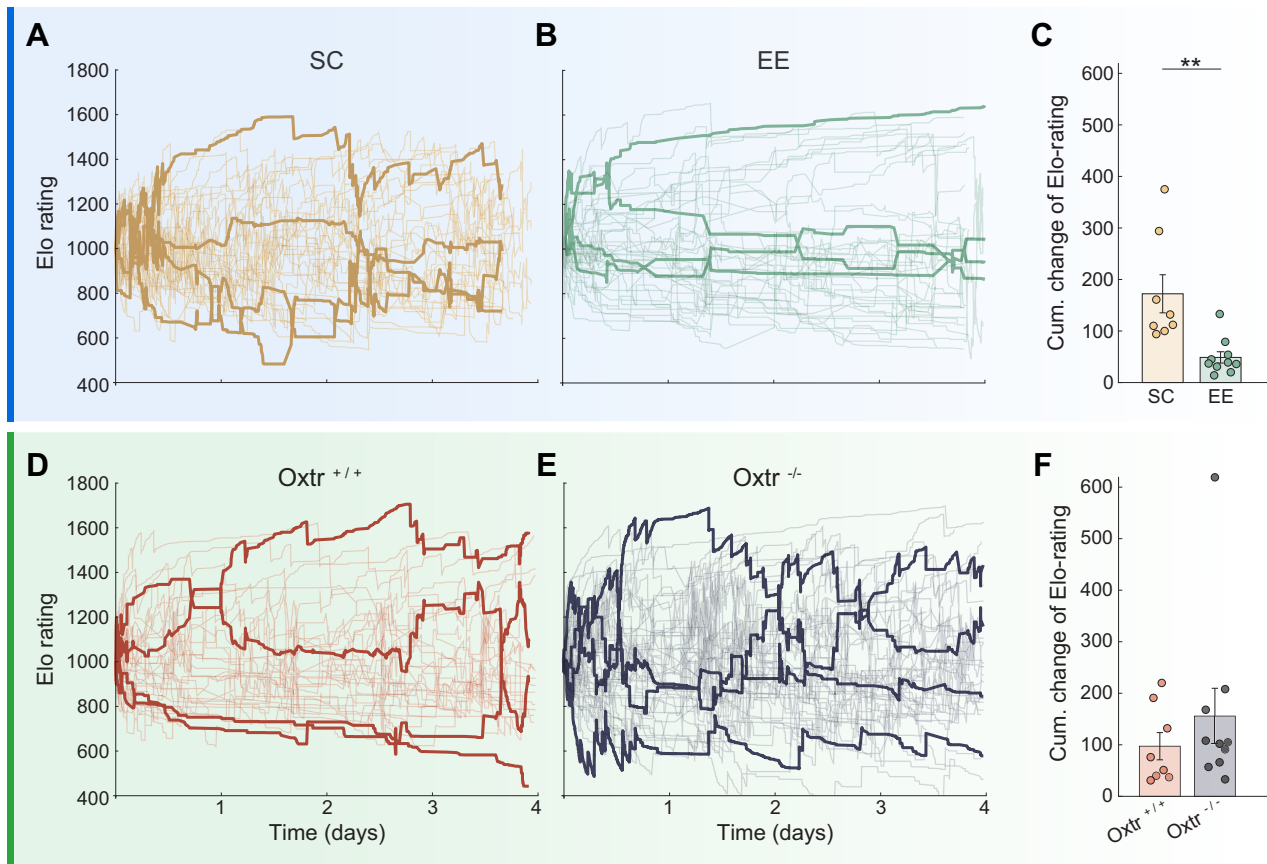 A
B
C
SC
EE
Elo rating
1800
1600
1400
1200
1000
800
600
400
Cum. change of Elo-rating
600
500
400
300
200
100
0
**
SC
EE
D
E
F
Oxtr +/+
Oxtr -/-
Elo rating
1800
1600
1400
1200
1000
800
600
400
1
2
3
4
Time (days)
1
2
3
4
Time (days)
Cum. change of Elo-rating
600
500
400
300
200
100
0
Oxtr +/+
Oxtr -/-